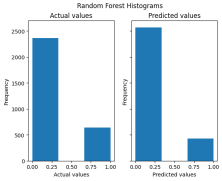 Random Forest Histograms
Actual values
Predicted values
2500
2000
1500
1000
500
0
Frequency
Frequency
0.00 0.25 0.50 0.75 1.00
0.00 0.25 0.50 0.75 1.00
Actual values
Predicted values